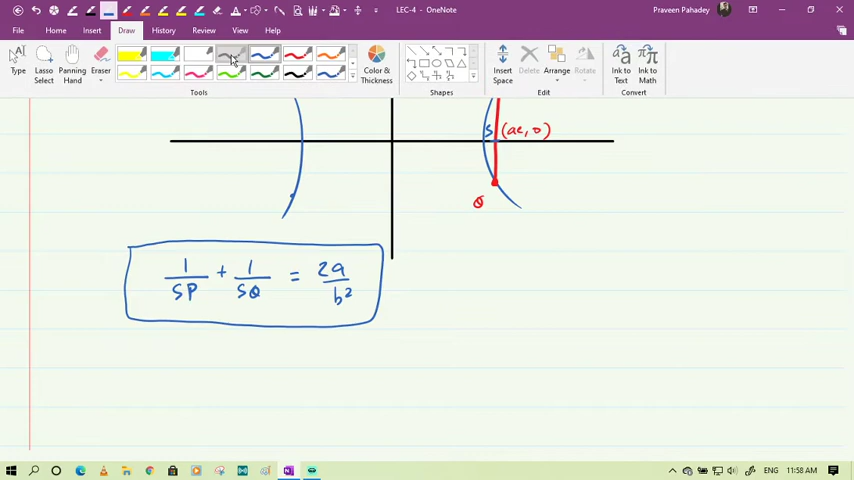 LEC-4 - OneNote
Praveen Pahadey
File Home Insert Draw History Review View Help
Type
Lasso Select
Panning Hand
Eraser
Color & Thickness
Insert Space
Delete
Arrange
Rotate
Ink to Text
Ink to Math
Tools
Shapes
Edit
Convert
S (ae, 0)
Q
1/SP + 1/SQ = 2a/b²
ENG 11:58 AM